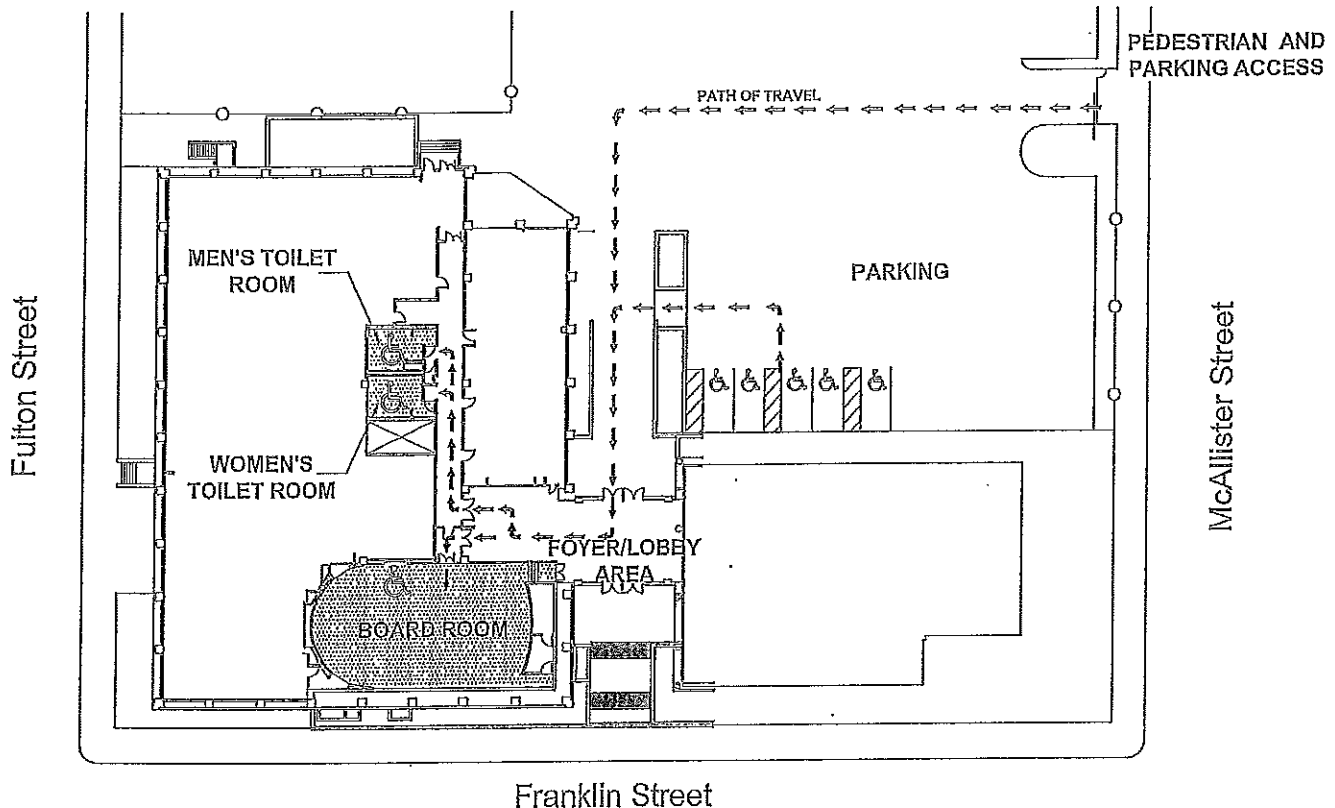 PEDESTRIAN AND
PARKING ACCESS
PATH OF TRAVEL
MEN'S TOILET
ROOM
PARKING
Fulton Street
McAllister Street
WOMEN'S
TOILET ROOM
FOYER/LOBBY
AREA
BOARD ROOM
Franklin Street